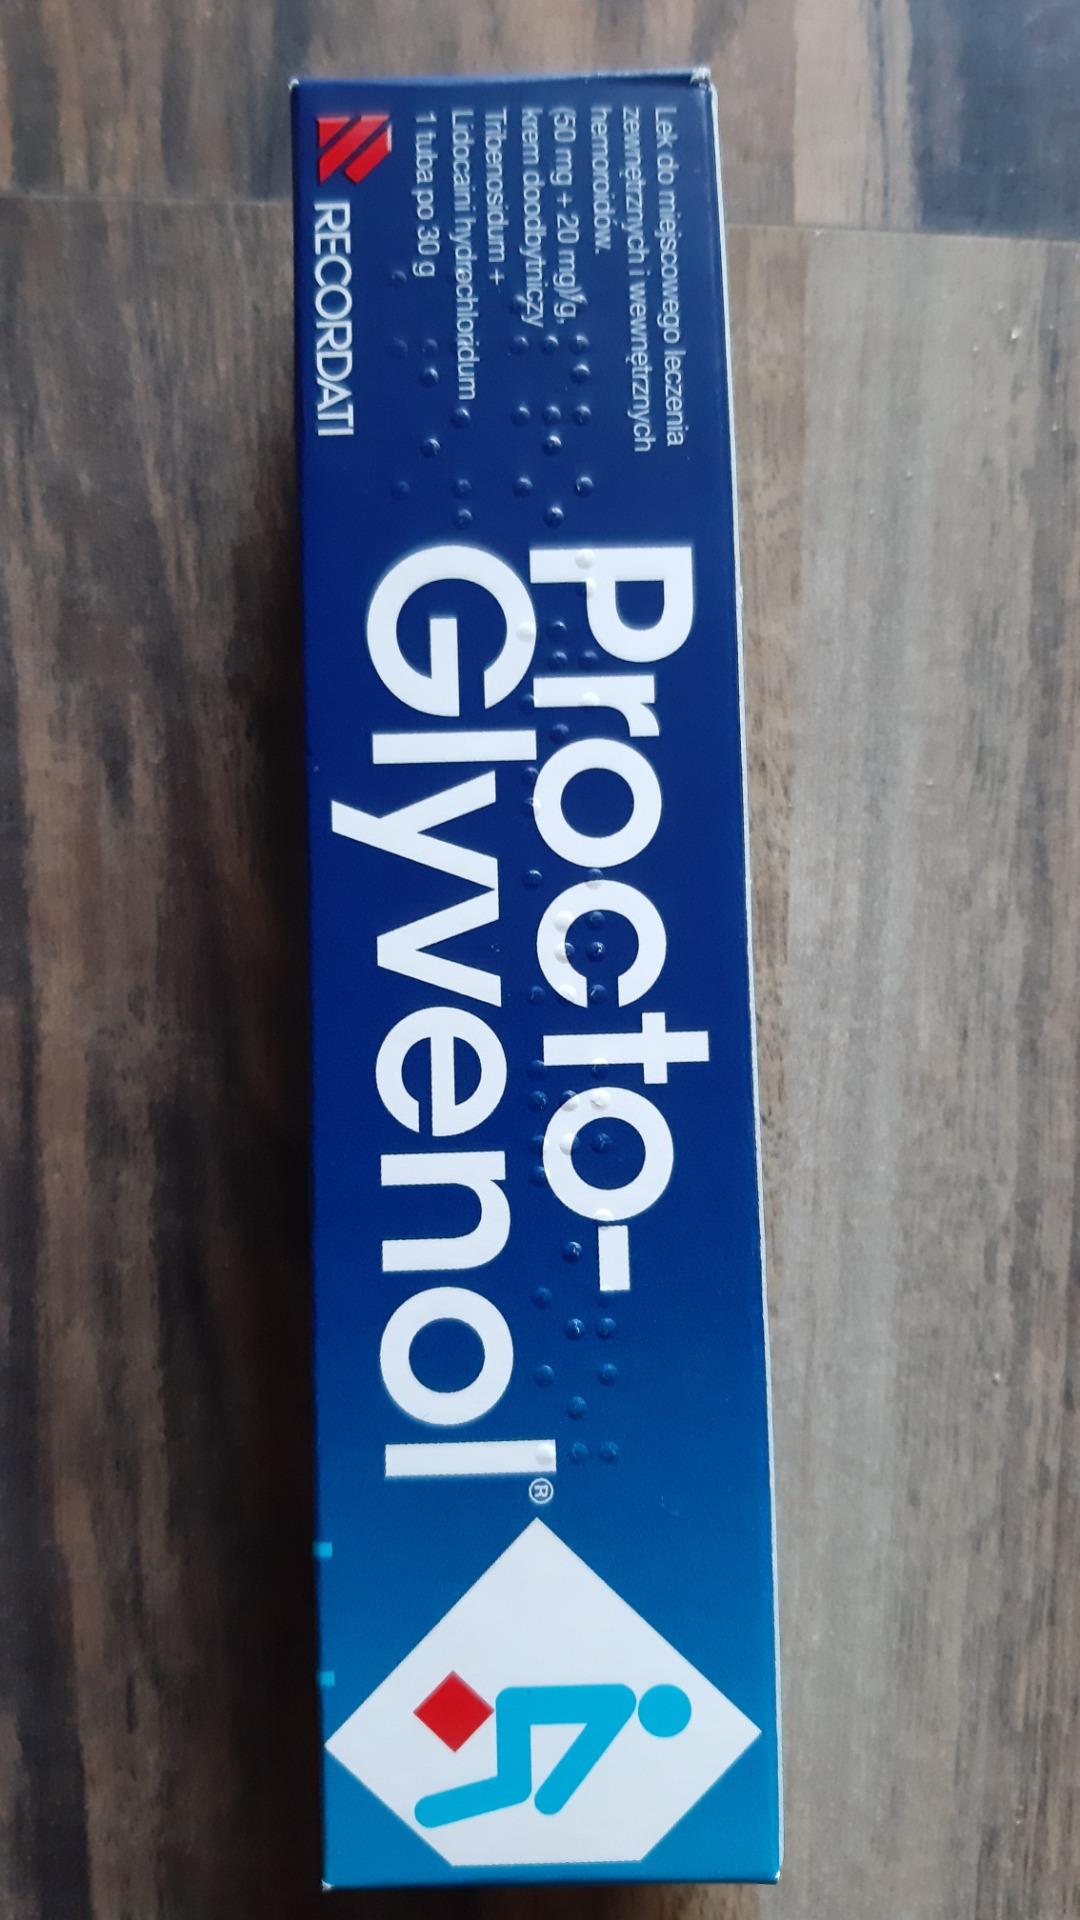 Lek do miejscowego leczenia
zewnętrznych i wewnętrznych
hemoroidów.
(50 mg + 20 mg)/g,
krem doodbytniczy
Tribenosidum +
Lidocaini hydrochloridum
1 tuba po 30 g
RECORDATI
Procto-
Glyvenol®